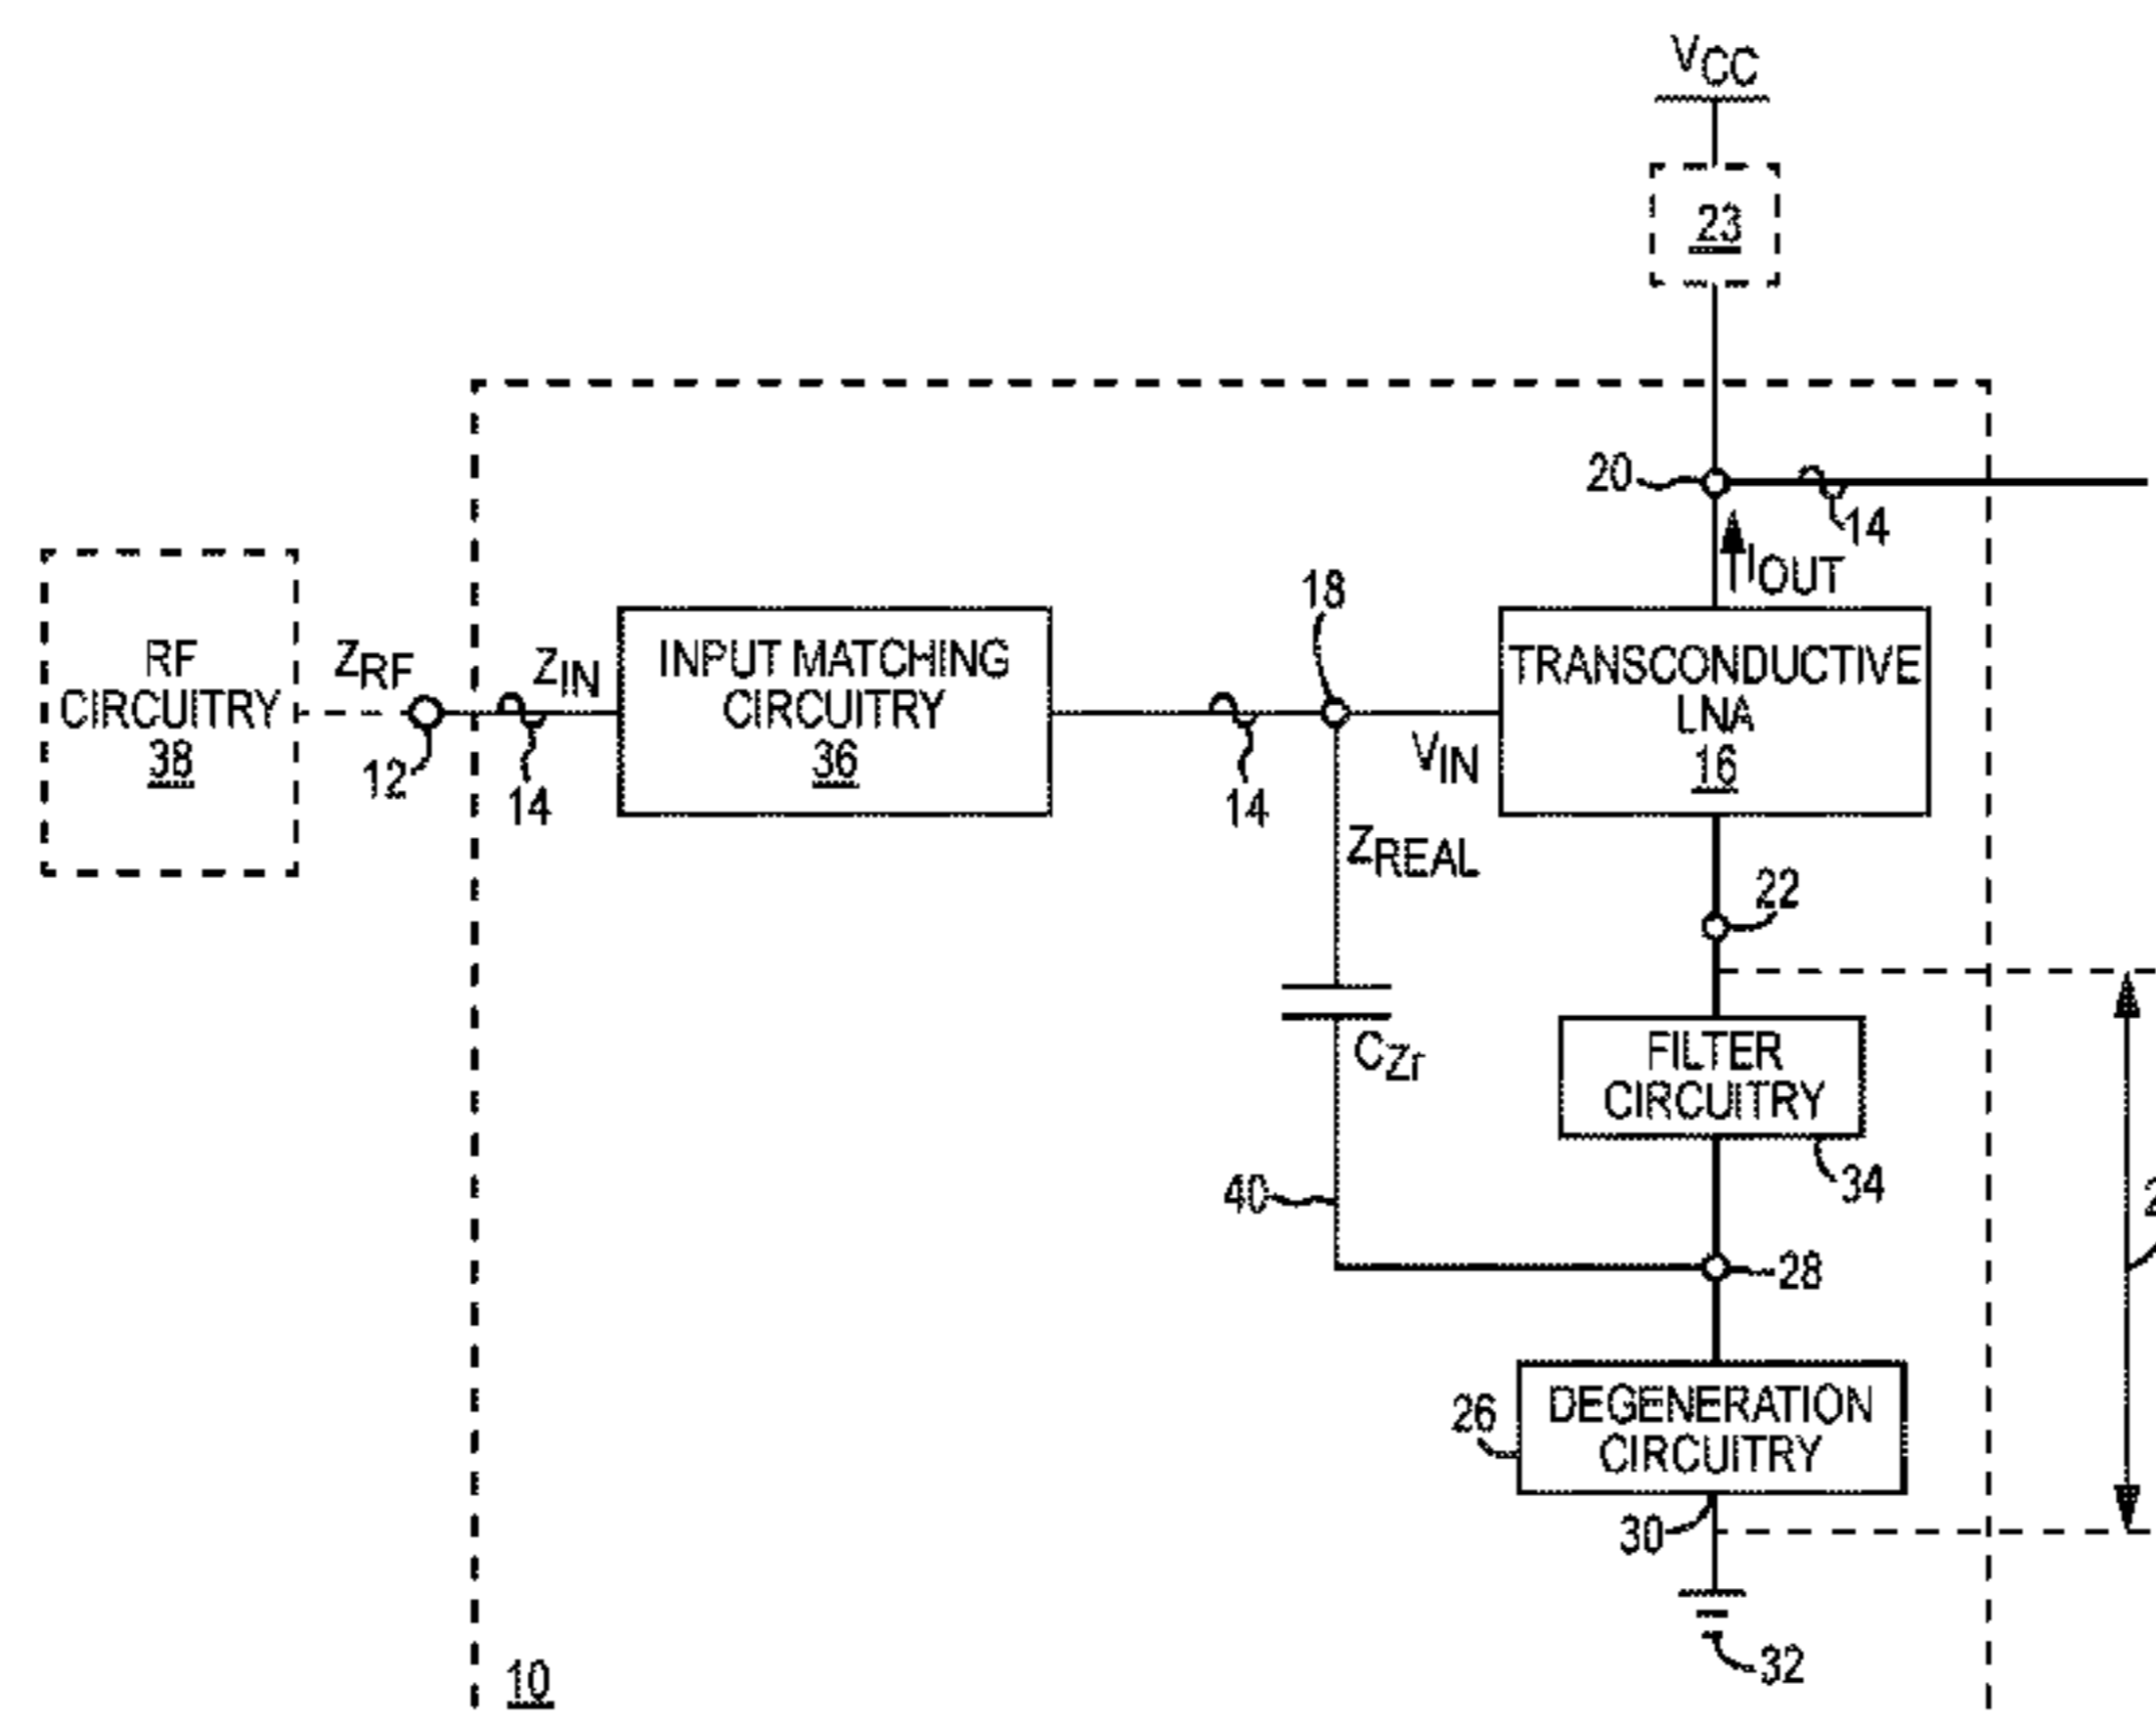 VCC
23
20
14
IOUT
18
RF
CIRCUITRY
38
ZRF
12
ZIN
14
INPUT MATCHING
CIRCUITRY
36
14
VIN
TRANSCONDUCTIVE
LNA
16
ZREAL
22
CZr
FILTER
CIRCUITRY
34
40
28
26
DEGENERATION
CIRCUITRY
30
32
10